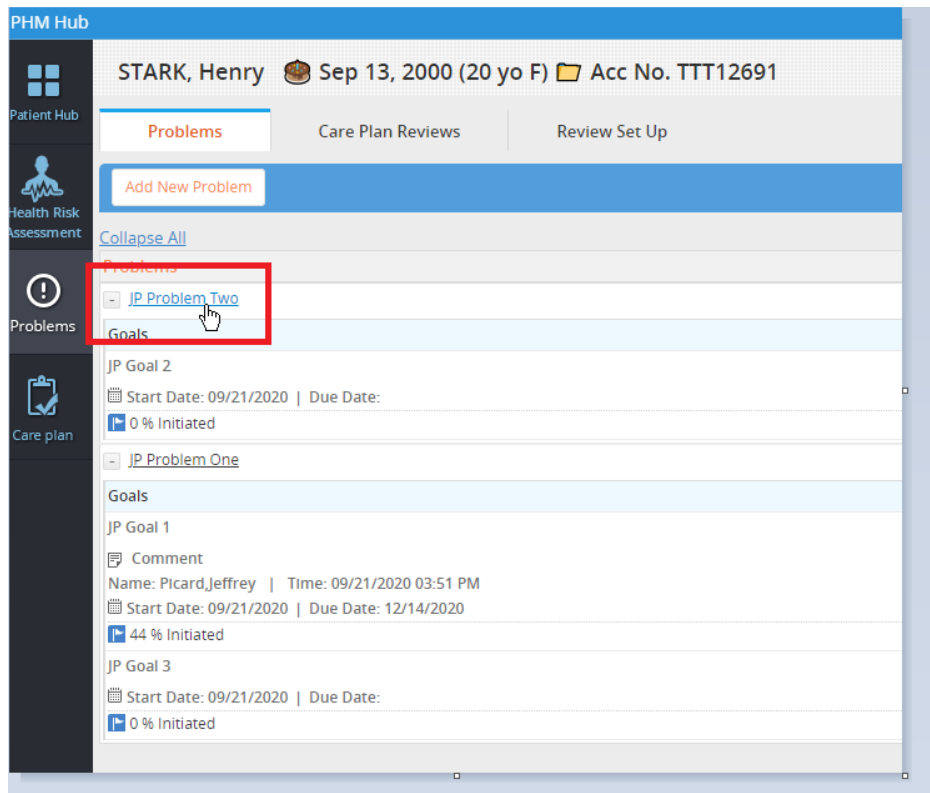 PHM Hub
STARK, Henry Sep 13, 2000 (20 yo F) Acc No. TTT12691
Patient Hub
Problems Care Plan Reviews Review Set Up
Add New Problem
Health Risk
Assessment
Collapse All
Problems
- JP Problem Two
Problems
Goals
JP Goal 2
Start Date: 09/21/2020 | Due Date:
0 % Initiated
Care plan
- JP Problem One
Goals
JP Goal 1
Comment
Name: Picard,Jeffrey | Time: 09/21/2020 03:51 PM
Start Date: 09/21/2020 | Due Date: 12/14/2020
44 % Initiated
JP Goal 3
Start Date: 09/21/2020 | Due Date:
0 % Initiated